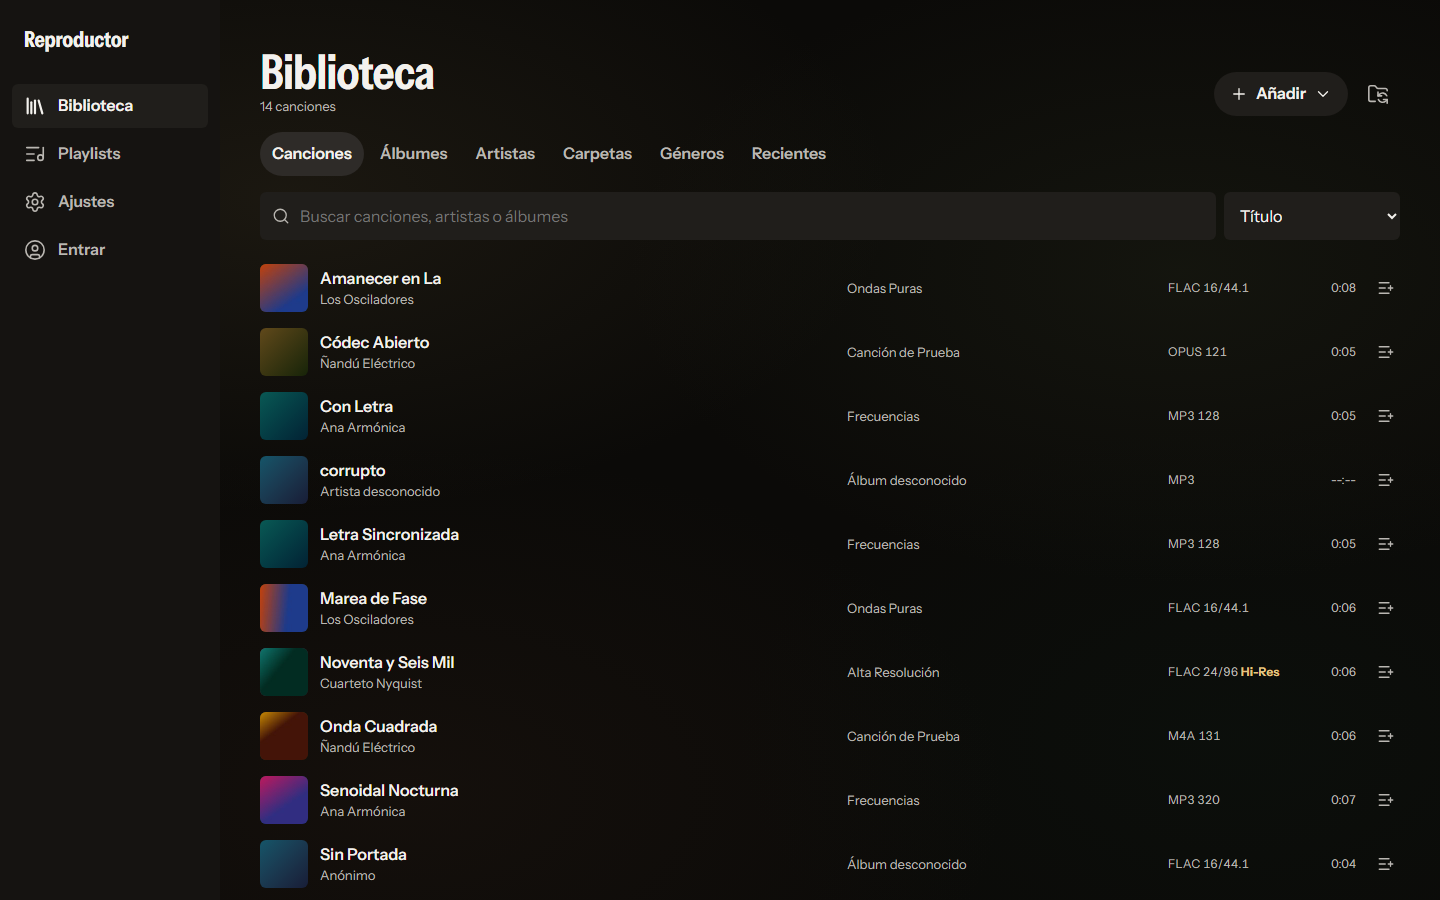 Reproductor
Biblioteca
Playlists
Ajustes
Entrar
Biblioteca
14 canciones
Añadir
Canciones Álbumes Artistas Carpetas Géneros Recientes
Buscar canciones, artistas o álbumes
Título
Amanecer en La
Los Osciladores
Ondas Puras
FLAC 16/44.1
0:08
Códec Abierto
Ñandú Eléctrico
Canción de Prueba
OPUS 121
0:05
Con Letra
Ana Armónica
Frecuencias
MP3 128
0:05
corrupto
Artista desconocido
Álbum desconocido
MP3
--:--
Letra Sincronizada
Ana Armónica
Frecuencias
MP3 128
0:05
Marea de Fase
Los Osciladores
Ondas Puras
FLAC 16/44.1
0:06
Noventa y Seis Mil
Cuarteto Nyquist
Alta Resolución
FLAC 24/96 Hi-Res
0:06
Onda Cuadrada
Ñandú Eléctrico
Canción de Prueba
M4A 131
0:06
Senoidal Nocturna
Ana Armónica
Frecuencias
MP3 320
0:07
Sin Portada
Anónimo
Álbum desconocido
FLAC 16/44.1
0:04